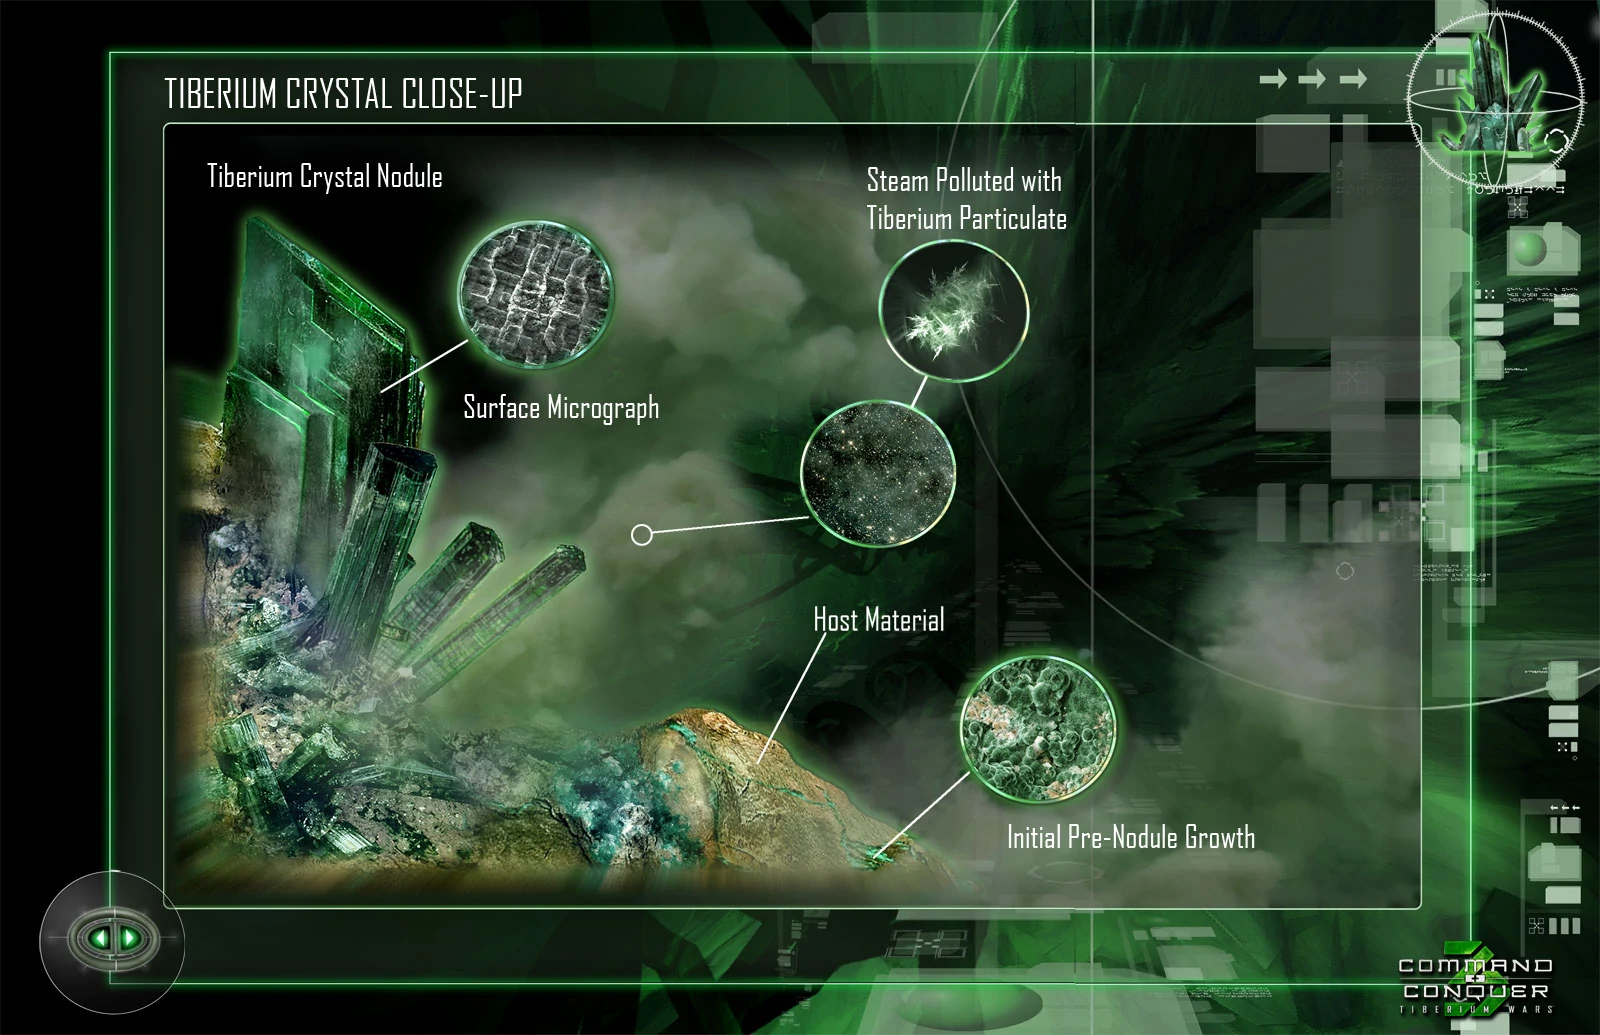 TIBERIUM CRYSTAL CLOSE-UP
Tiberium Crystal Nodule
Steam Polluted with
Tiberium Particulate
Surface Micrograph
Host Material
Initial Pre-Nodule Growth
COMMAND
CONQUER
3
TIBERIUM WARS